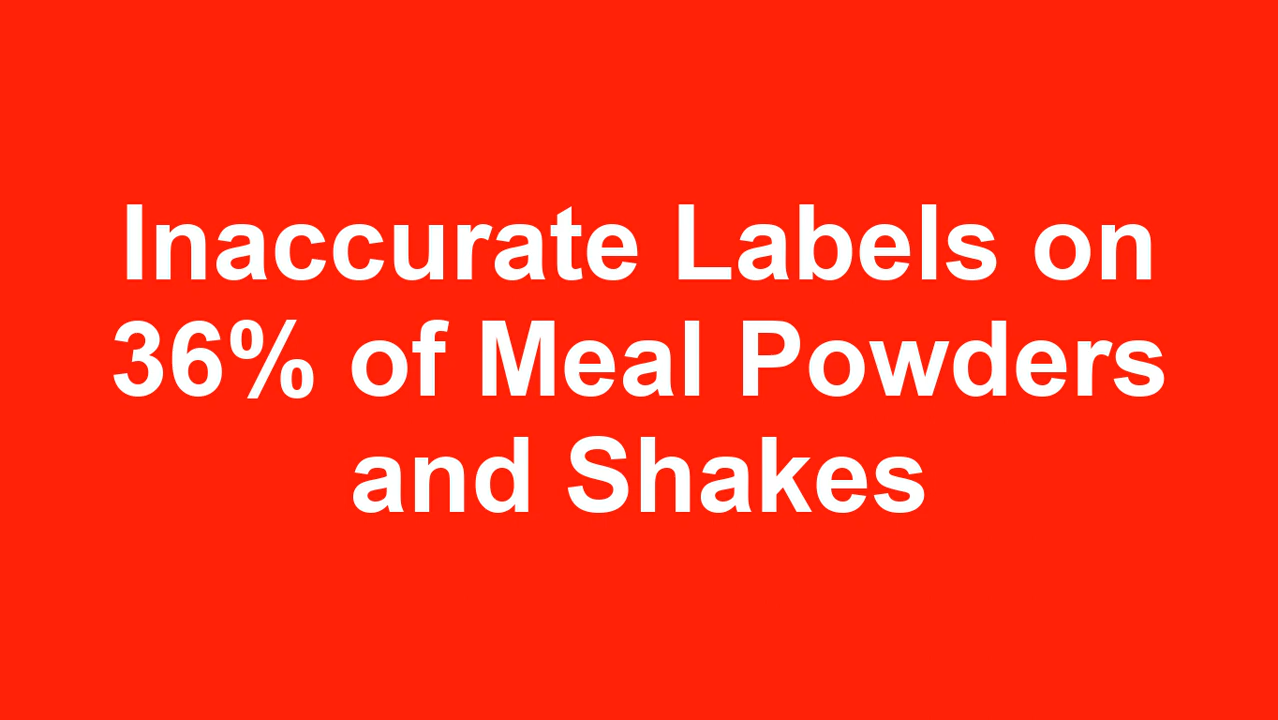 Inaccurate Labels on
36% of Meal Powders
and Shakes